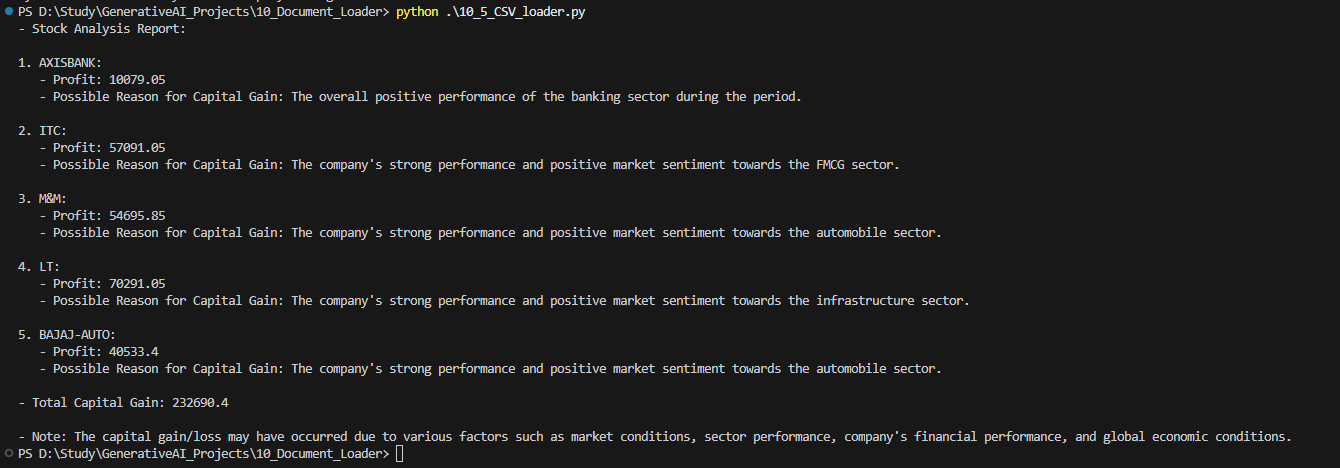 PS D:\Study\GenerativeAI_Projects\10_Document_Loader> python .\10_5_CSV_loader.py
- Stock Analysis Report:
1. AXISBANK:
- Profit: 10079.05
- Possible Reason for Capital Gain: The overall positive performance of the banking sector during the period.
2. ITC:
- Profit: 57091.05
- Possible Reason for Capital Gain: The company's strong performance and positive market sentiment towards the FMCG sector.
3. M&M:
- Profit: 54695.85
- Possible Reason for Capital Gain: The company's strong performance and positive market sentiment towards the automobile sector.
4. LT:
- Profit: 70291.05
- Possible Reason for Capital Gain: The company's strong performance and positive market sentiment towards the infrastructure sector.
5. BAJAJ-AUTO:
- Profit: 40533.4
- Possible Reason for Capital Gain: The company's strong performance and positive market sentiment towards the automobile sector.
- Total Capital Gain: 232690.4
- Note: The capital gain/loss may have occurred due to various factors such as market conditions, sector performance, company's financial performance, and global economic conditions.
PS D:\Study\GenerativeAI_Projects\10_Document_Loader>